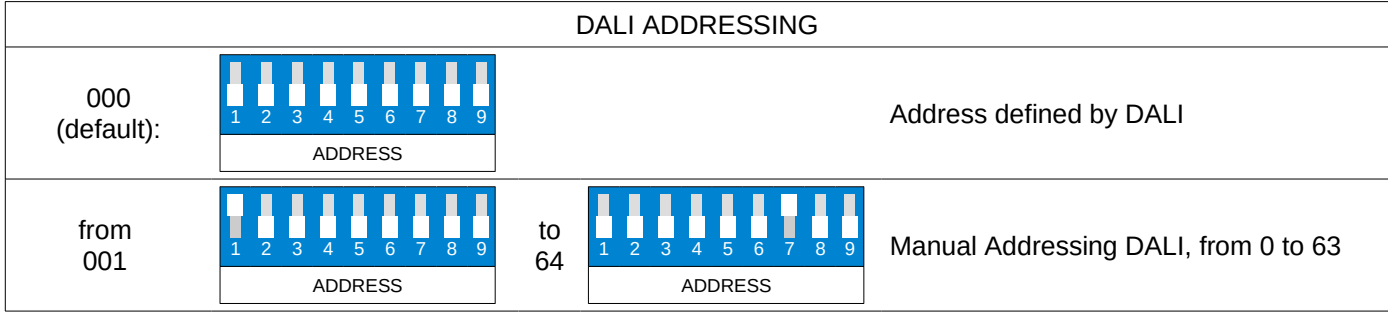 DALI ADDRESSING
000
(default):
1 2 3 4 5 6 7 8 9
ADDRESS
Address defined by DALI
from
001
1 2 3 4 5 6 7 8 9
ADDRESS
to
64
1 2 3 4 5 6 7 8 9
ADDRESS
Manual Addressing DALI, from 0 to 63